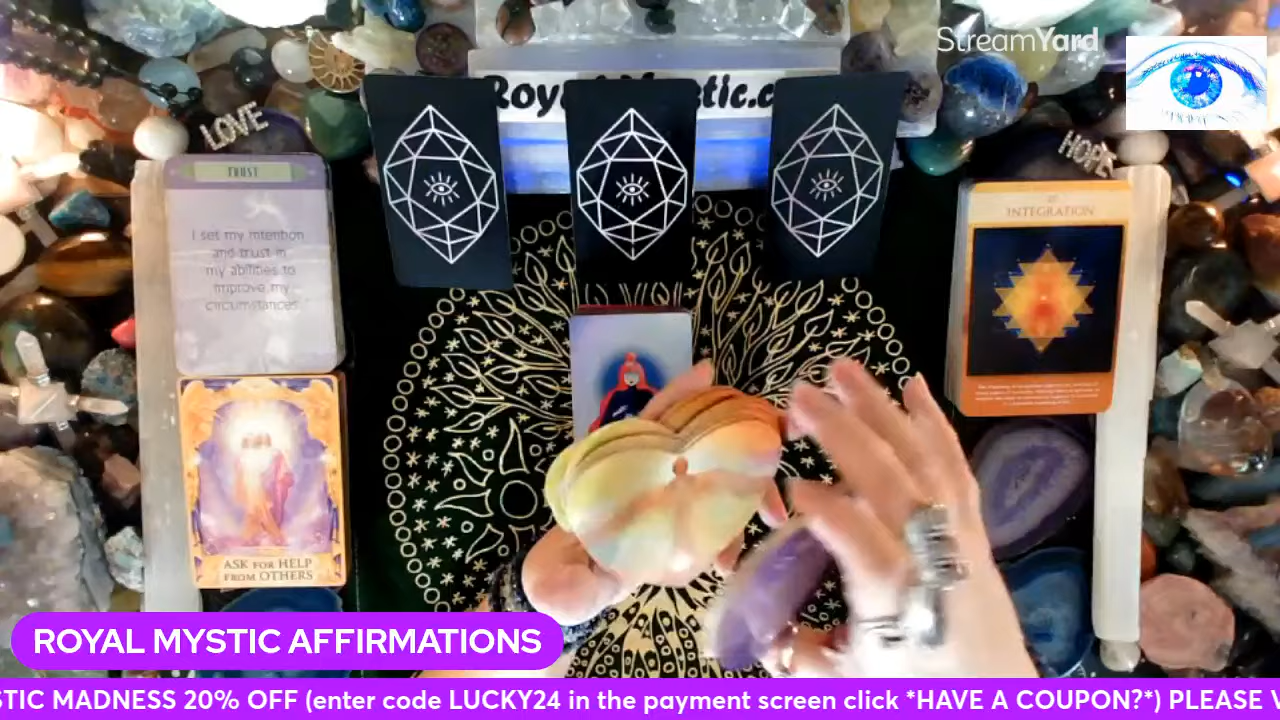 StreamYard
Roy
tic.c
LOVE
HOPE
TRUST
I set my intention
and trust in
my abilities to
improve my
circumstances
INTEGRATION
ASK FOR HELP
FROM OTHERS
ROYAL MYSTIC AFFIRMATIONS
STIC MADNESS 20% OFF (enter code LUCKY24 in the payment screen click *HAVE A COUPON?*) PLEASE V